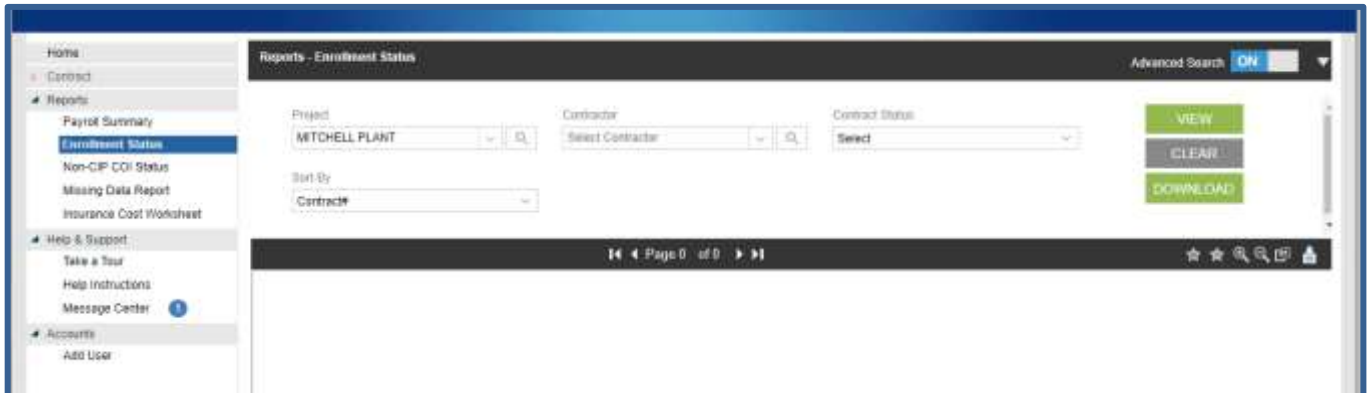 Home
Contract
Reports
Payroll Summary
Enrollment Status
Non-CIP COI Status
Missing Data Report
Insurance Cost Worksheet
Help & Support
Take a Tour
Help Instructions
Message Center 1
Accounts
Add User
Reports - Enrollment Status
Advanced Search ON
Project
Contractor
Contract Status
MITCHELL PLANT
Select Contractor
Select
Sort By
Contract#
VIEW
CLEAR
DOWNLOAD
Page 0 of 0